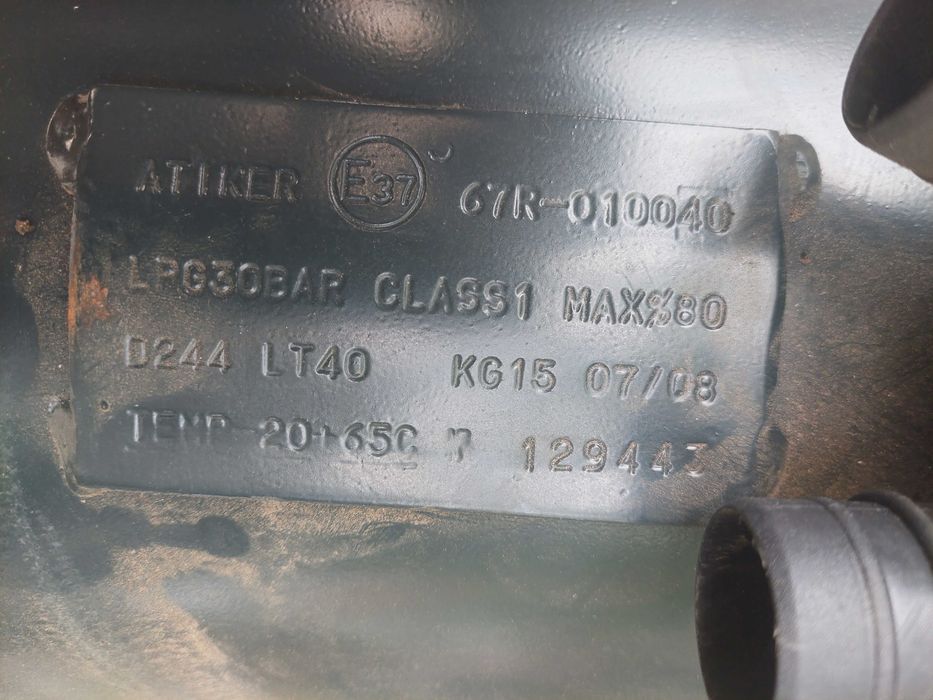 ATIKER E37 67R-010040
LPG30BAR CLASS1 MAX%80
D244 LT40 KG15 07/08
TEMP-20+65C 129443